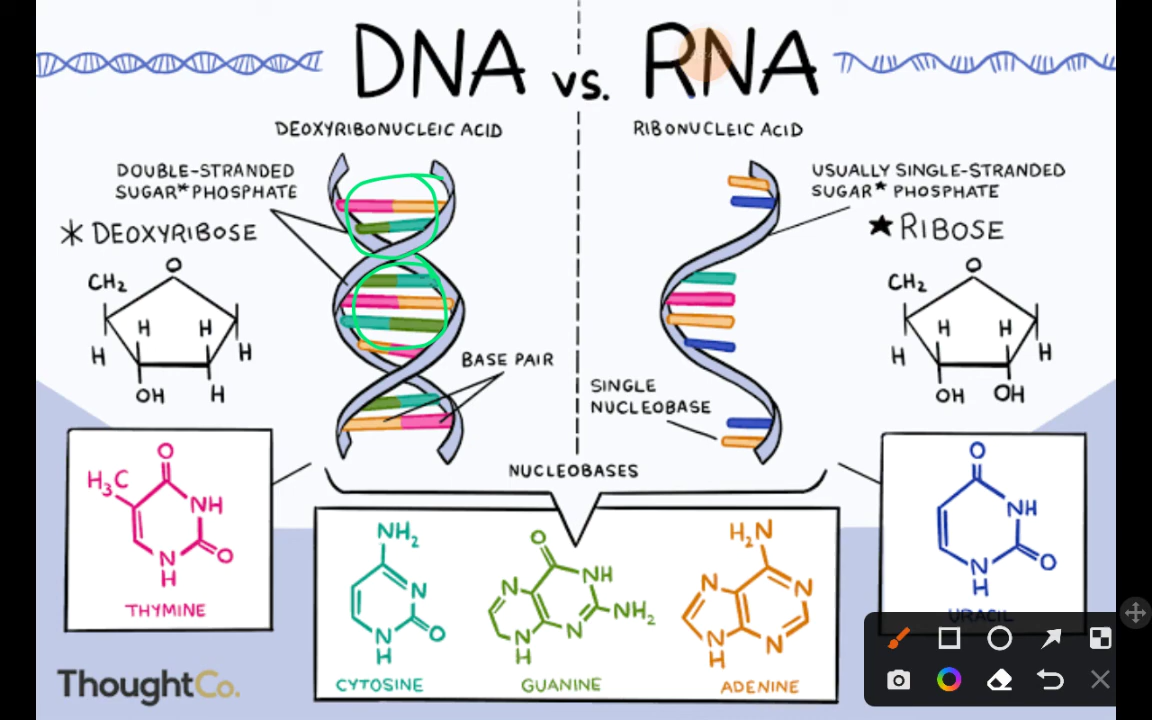 DNA vs. RNA
DEOXYRIBONUCLEIC ACID
RIBONUCLEIC ACID
DOUBLE-STRANDED
SUGAR* PHOSPHATE
* DEOXYRIBOSE
CH2
O
H
H
H
H
OH
H
BASE PAIR
USUALLY SINGLE-STRANDED
SUGAR* PHOSPHATE
★ RIBOSE
CH2
O
H
H
H
H
OH
OH
SINGLE
NUCLEOBASE
NUCLEOBASES
O
H3C
NH
N
O
H
THYMINE
NH2
N
N
O
H
CYTOSINE
O
N
NH
N
N
NH2
H
GUANINE
H2N
N
N
N
N
H
ADENINE
O
NH
N
O
H
URACIL
ThoughtCo.